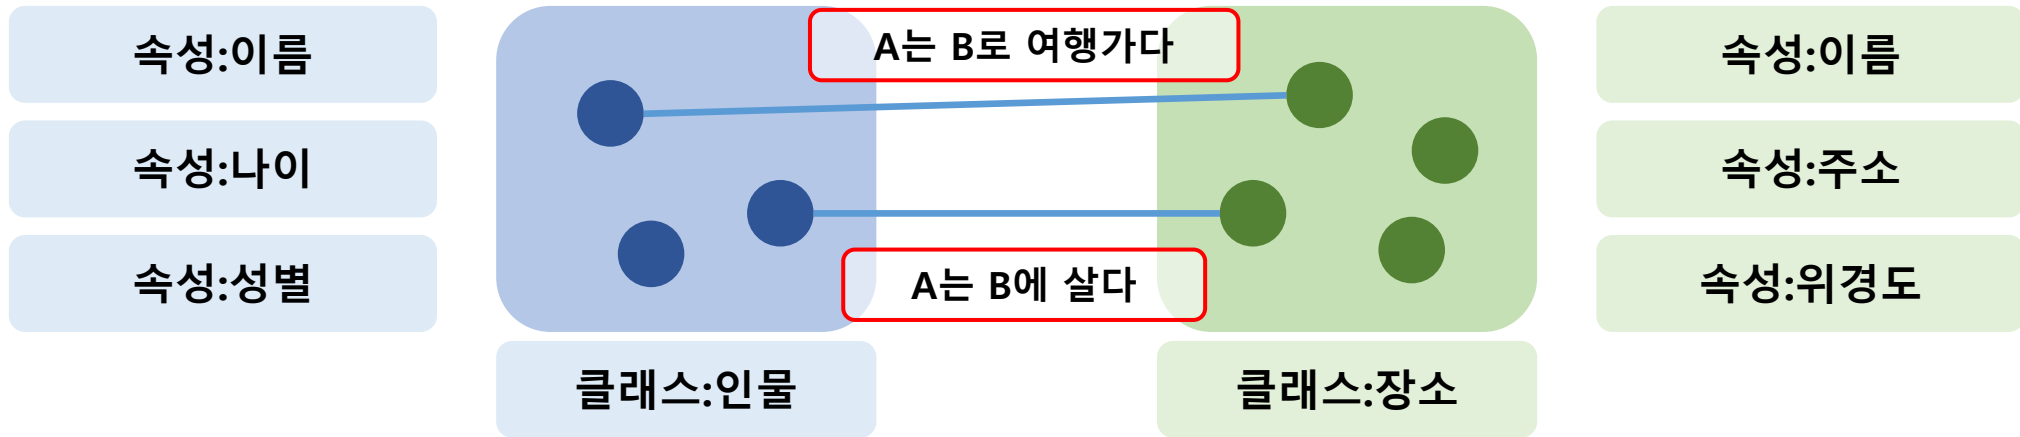 속성:이름
속성:나이
속성:성별
A는 B로 여행가다
A는 B에 살다
클래스:인물
클래스:장소
속성:이름
속성:주소
속성:위경도